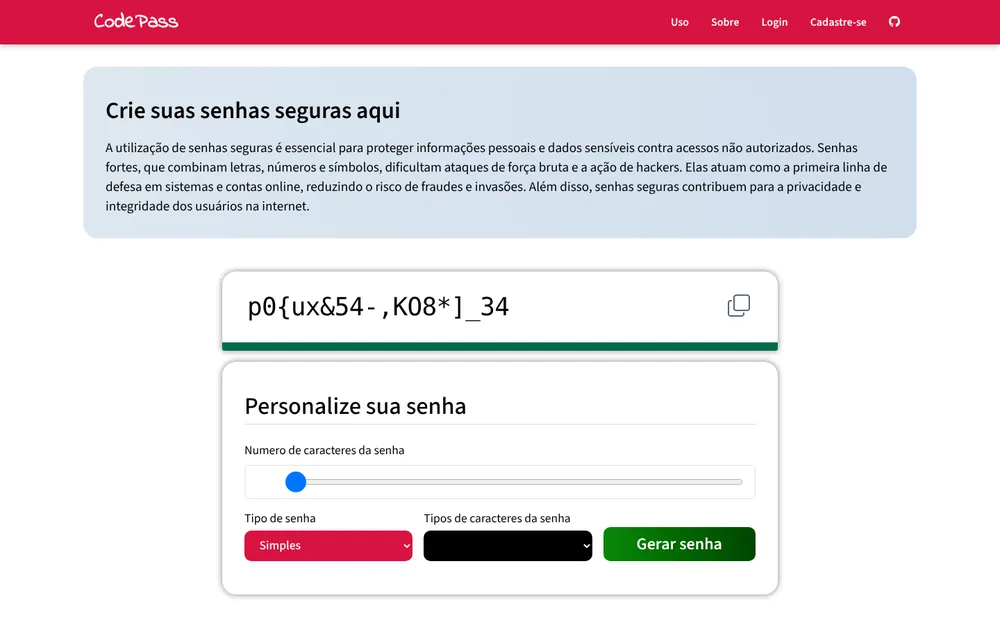 CodePass
Uso Sobre Login Cadastre-se
Crie suas senhas seguras aqui
A utilização de senhas seguras é essencial para proteger informações pessoais e dados sensíveis contra acessos não autorizados. Senhas
fortes, que combinam letras, números e símbolos, dificultam ataques de força bruta e a ação de hackers. Elas atuam como a primeira linha de
defesa em sistemas e contas online, reduzindo o risco de fraudes e invasões. Além disso, senhas seguras contribuem para a privacidade e
integridade dos usuários na internet.
p0{ux&54-,KO8*]_34
Personalize sua senha
Numero de caracteres da senha
Tipo de senha
Tipos de caracteres da senha
Simples
Gerar senha